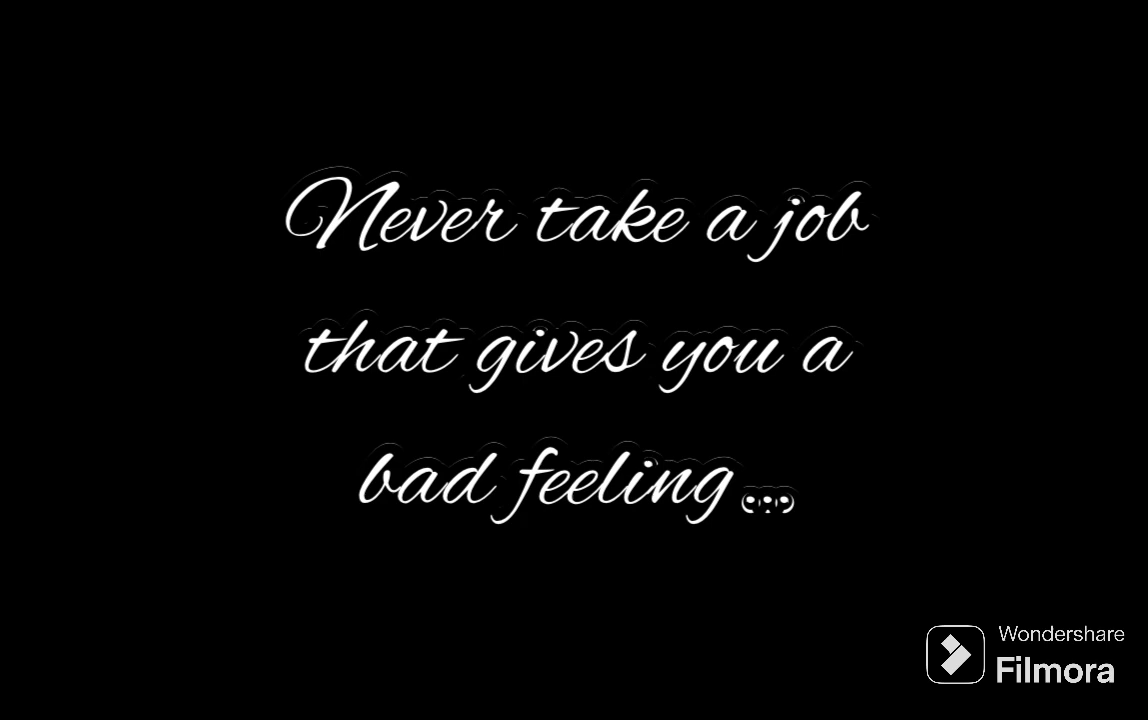 Never take a job
that gives you a
bad feeling...
Wondershare
Filmora